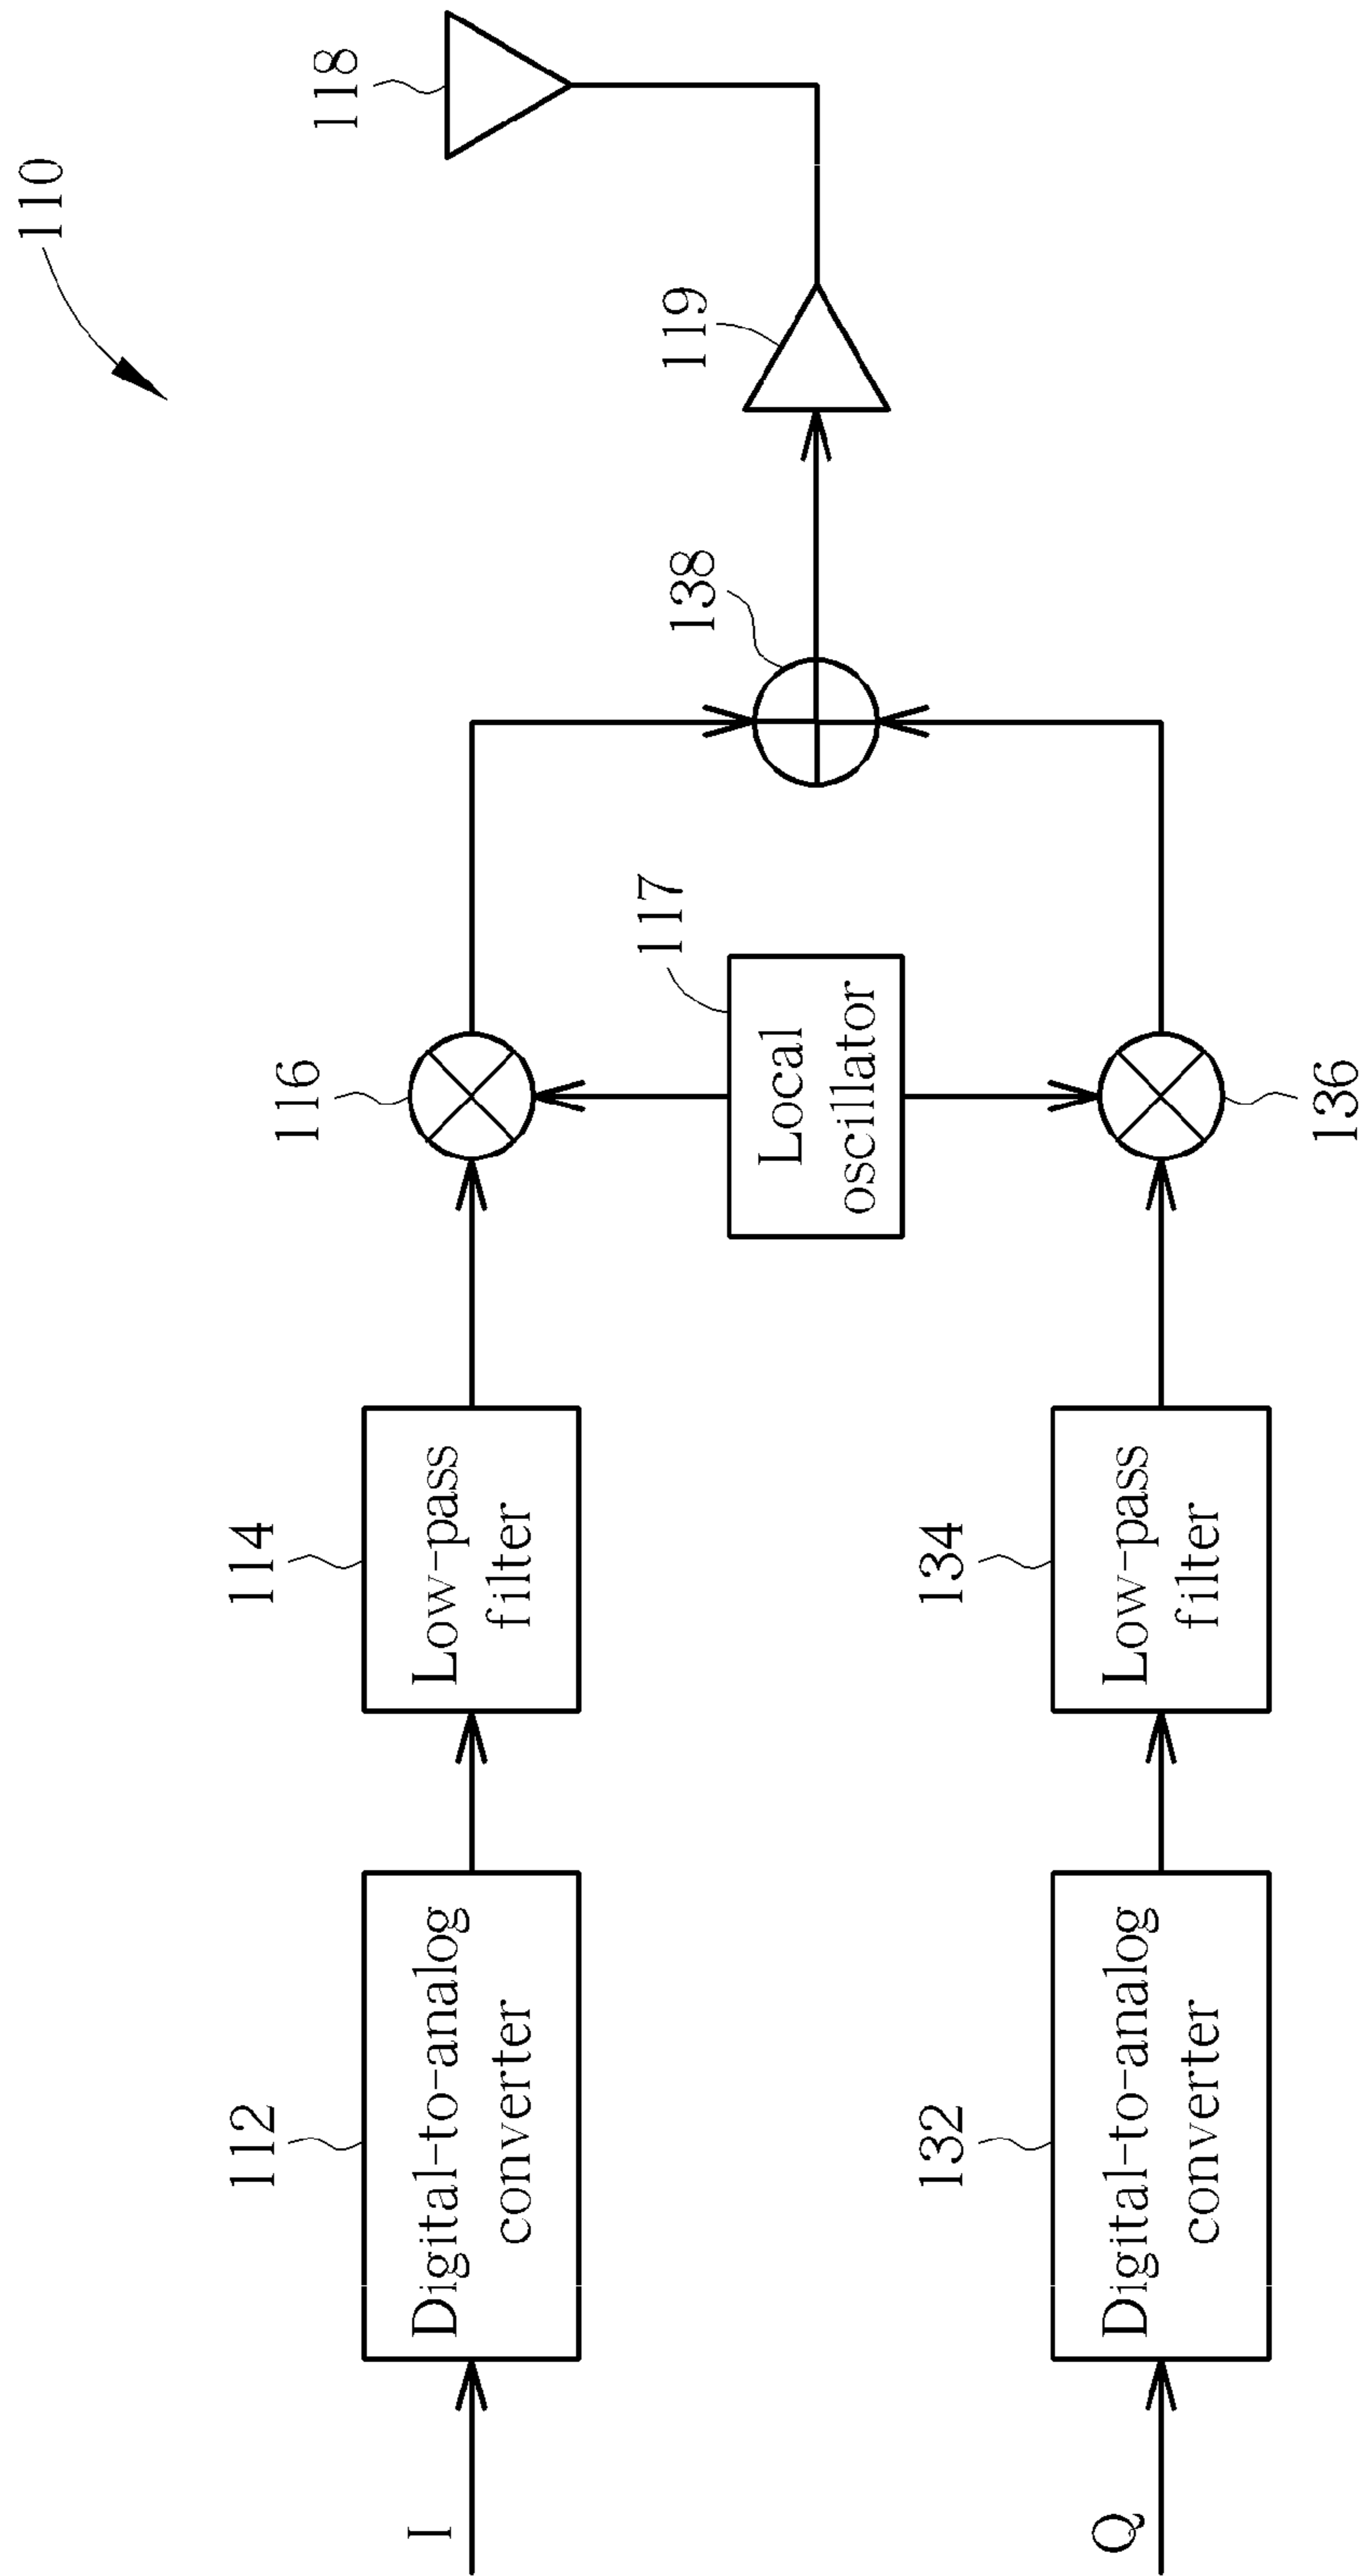 110
118
119
138
116
117
Local
oscillator
136
114
Low-pass
filter
134
Low-pass
filter
112
Digital-to-analog
converter
132
Digital-to-analog
converter
I
Q